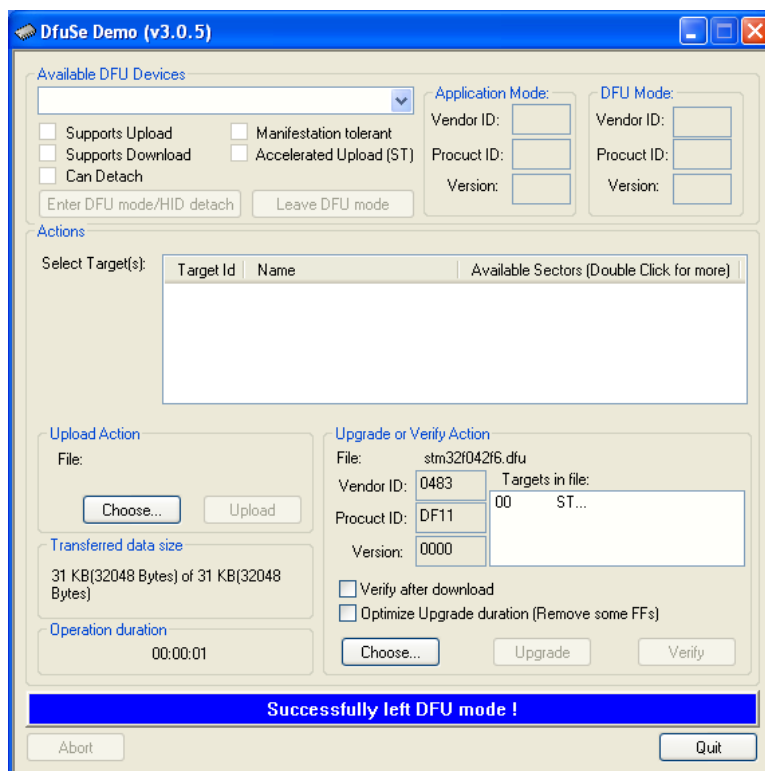 DfuSe Demo (v3.0.5)
Available DFU Devices
Supports Upload
Manifestation tolerant
Supports Download
Accelerated Upload (ST)
Can Detach
Enter DFU mode/HID detach
Leave DFU mode
Application Mode:
Vendor ID:
Procuct ID:
Version:
DFU Mode:
Vendor ID:
Procuct ID:
Version:
Actions
Select Target(s):
Target Id Name Available Sectors (Double Click for more)
Upload Action
File:
Choose...
Upload
Transferred data size
31 KB(32048 Bytes) of 31 KB(32048
Bytes)
Operation duration
00:00:01
Upgrade or Verify Action
File: stm32f042f6.dfu
Vendor ID: 0483
Procuct ID: DF11
Version: 0000
Targets in file:
00 ST...
Verify after download
Optimize Upgrade duration (Remove some FFs)
Choose...
Upgrade
Verify
Successfully left DFU mode !
Abort
Quit